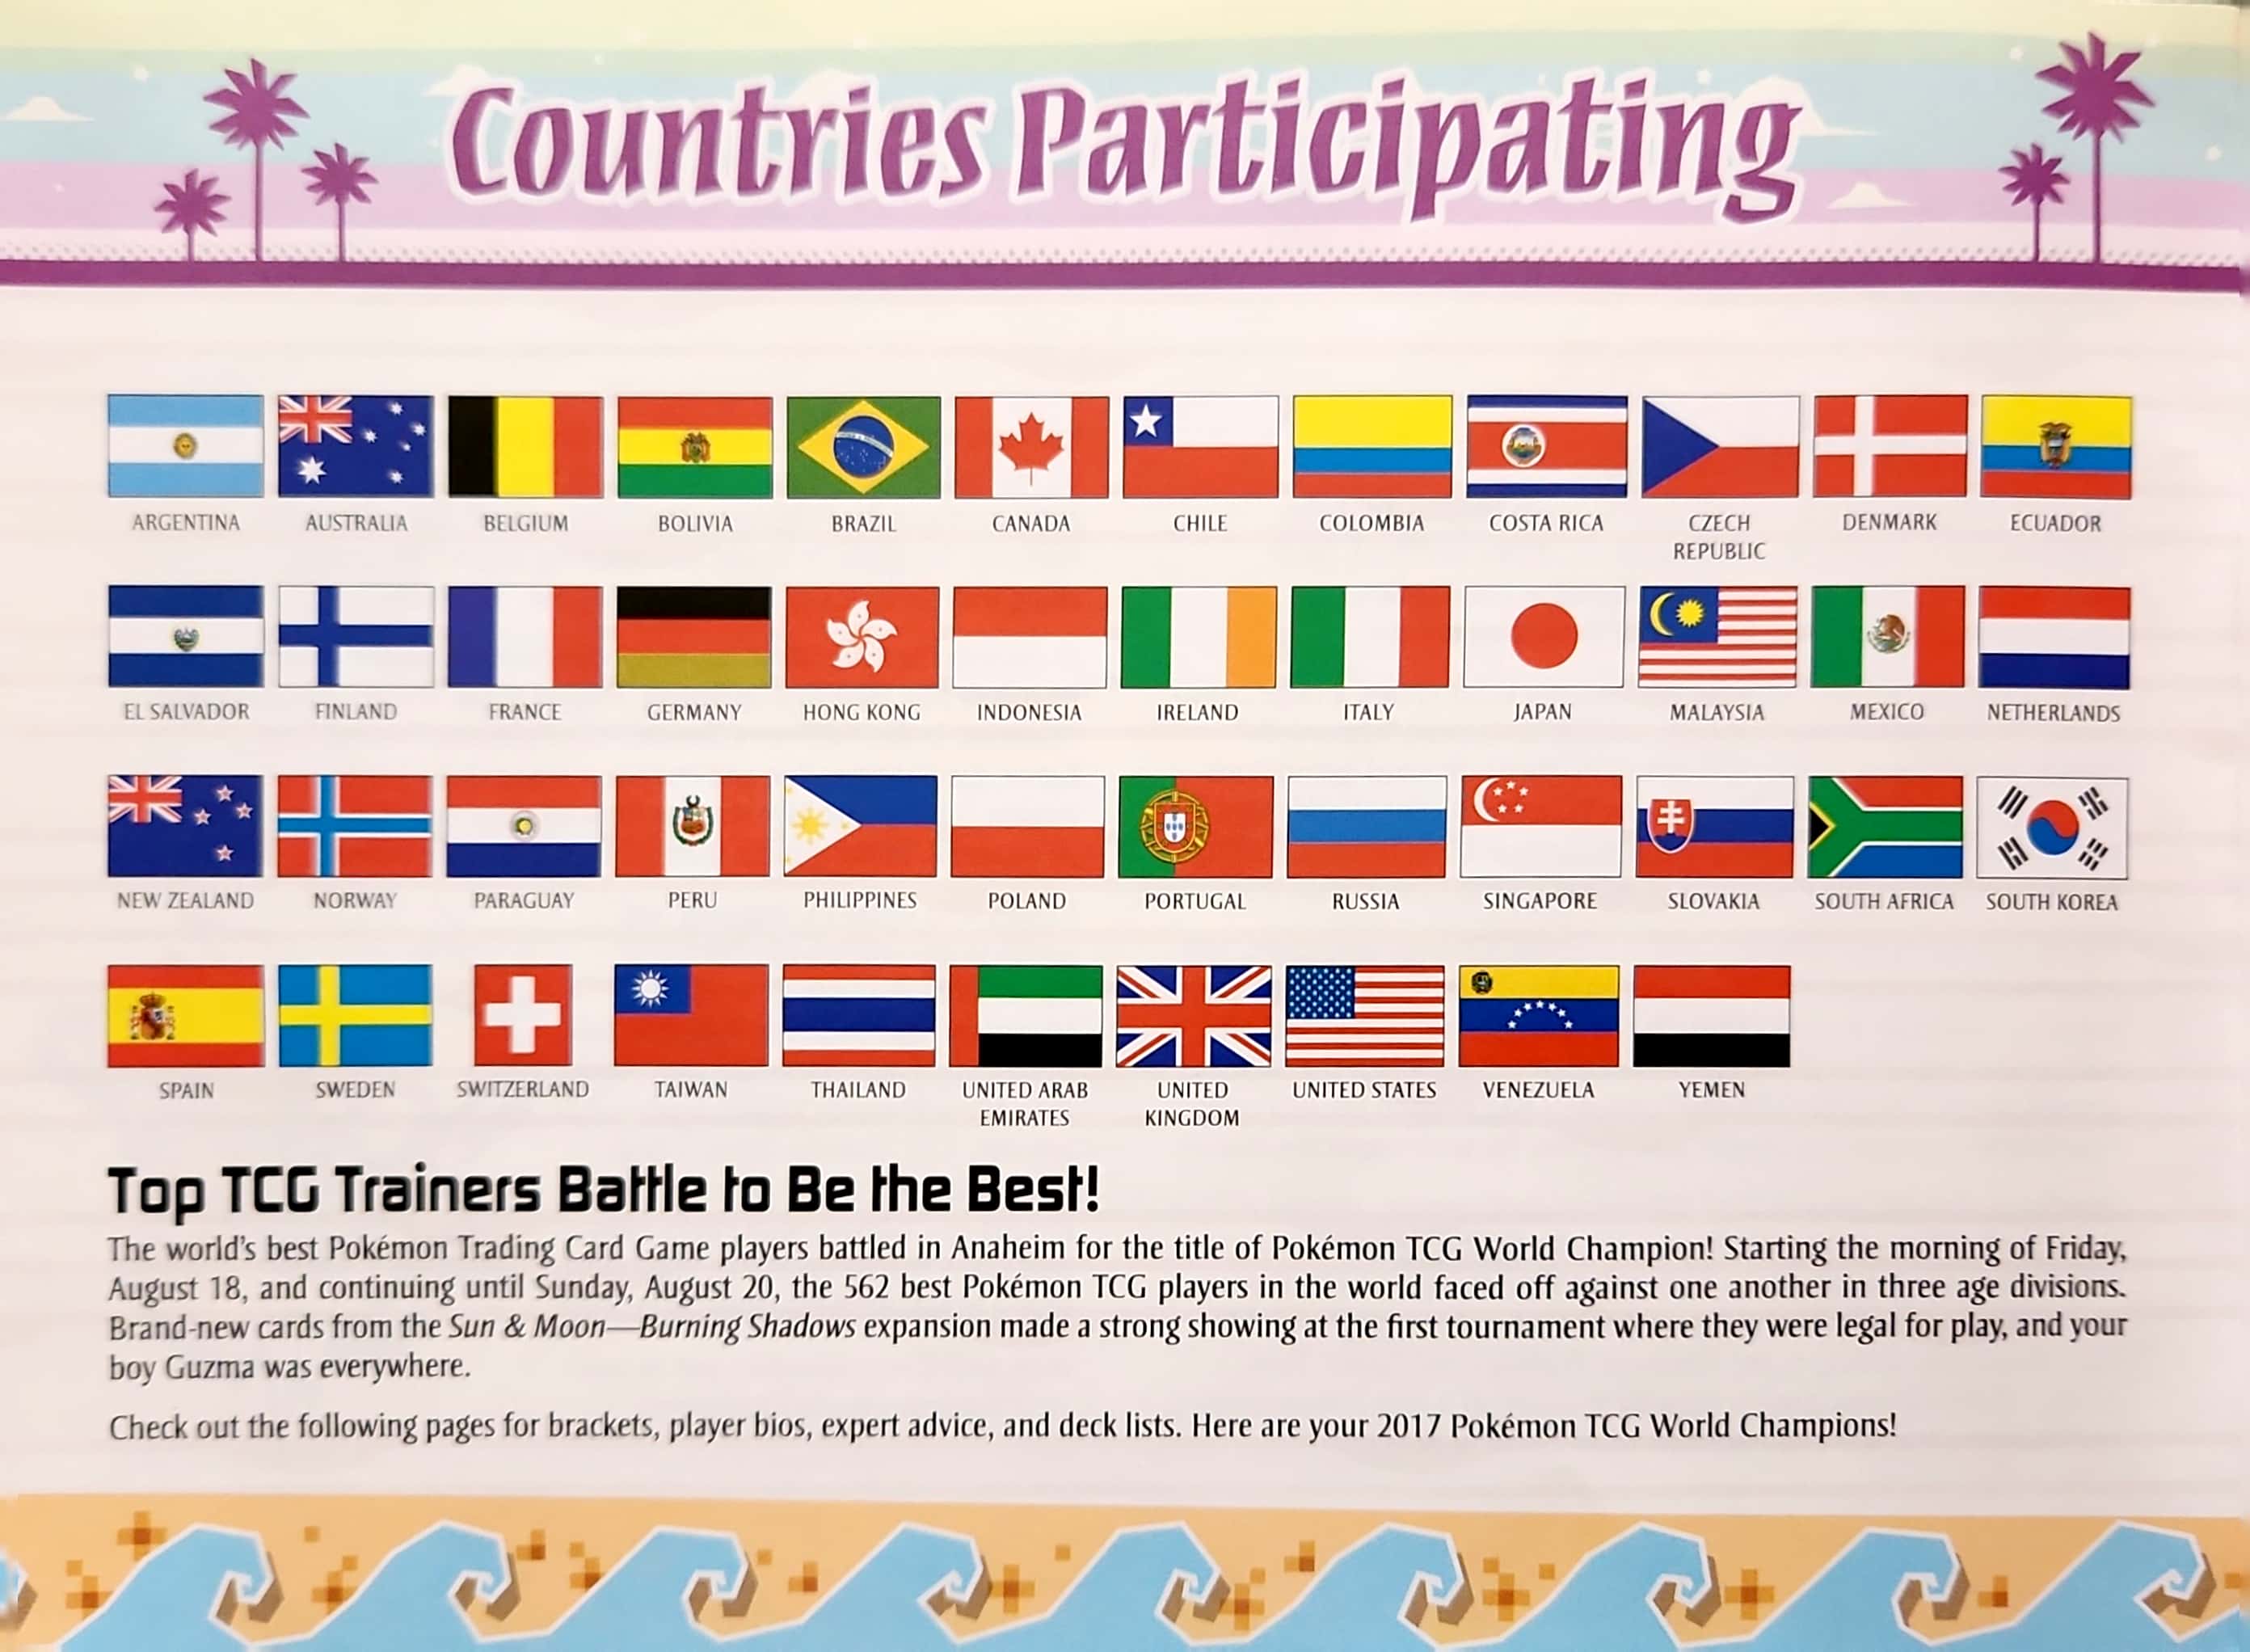 Countries Participating
ARGENTINA AUSTRALIA BELGIUM BOLIVIA BRAZIL CANADA CHILE COLOMBIA COSTA RICA CZECH REPUBLIC DENMARK ECUADOR
EL SALVADOR FINLAND FRANCE GERMANY HONG KONG INDONESIA IRELAND ITALY JAPAN MALAYSIA MEXICO NETHERLANDS
NEW ZEALAND NORWAY PARAGUAY PERU PHILIPPINES POLAND PORTUGAL RUSSIA SINGAPORE SLOVAKIA SOUTH AFRICA SOUTH KOREA
SPAIN SWEDEN SWITZERLAND TAIWAN THAILAND UNITED ARAB EMIRATES UNITED KINGDOM UNITED STATES VENEZUELA YEMEN
Top TCG Trainers Battle to Be the Best!
The world's best Pokémon Trading Card Game players battled in Anaheim for the title of Pokémon TCG World Champion! Starting the morning of Friday,
August 18, and continuing until Sunday, August 20, the 562 best Pokémon TCG players in the world faced off against one another in three age divisions.
Brand-new cards from the Sun & Moon—Burning Shadows expansion made a strong showing at the first tournament where they were legal for play, and your
boy Guzma was everywhere.
Check out the following pages for brackets, player bios, expert advice, and deck lists. Here are your 2017 Pokémon TCG World Champions!